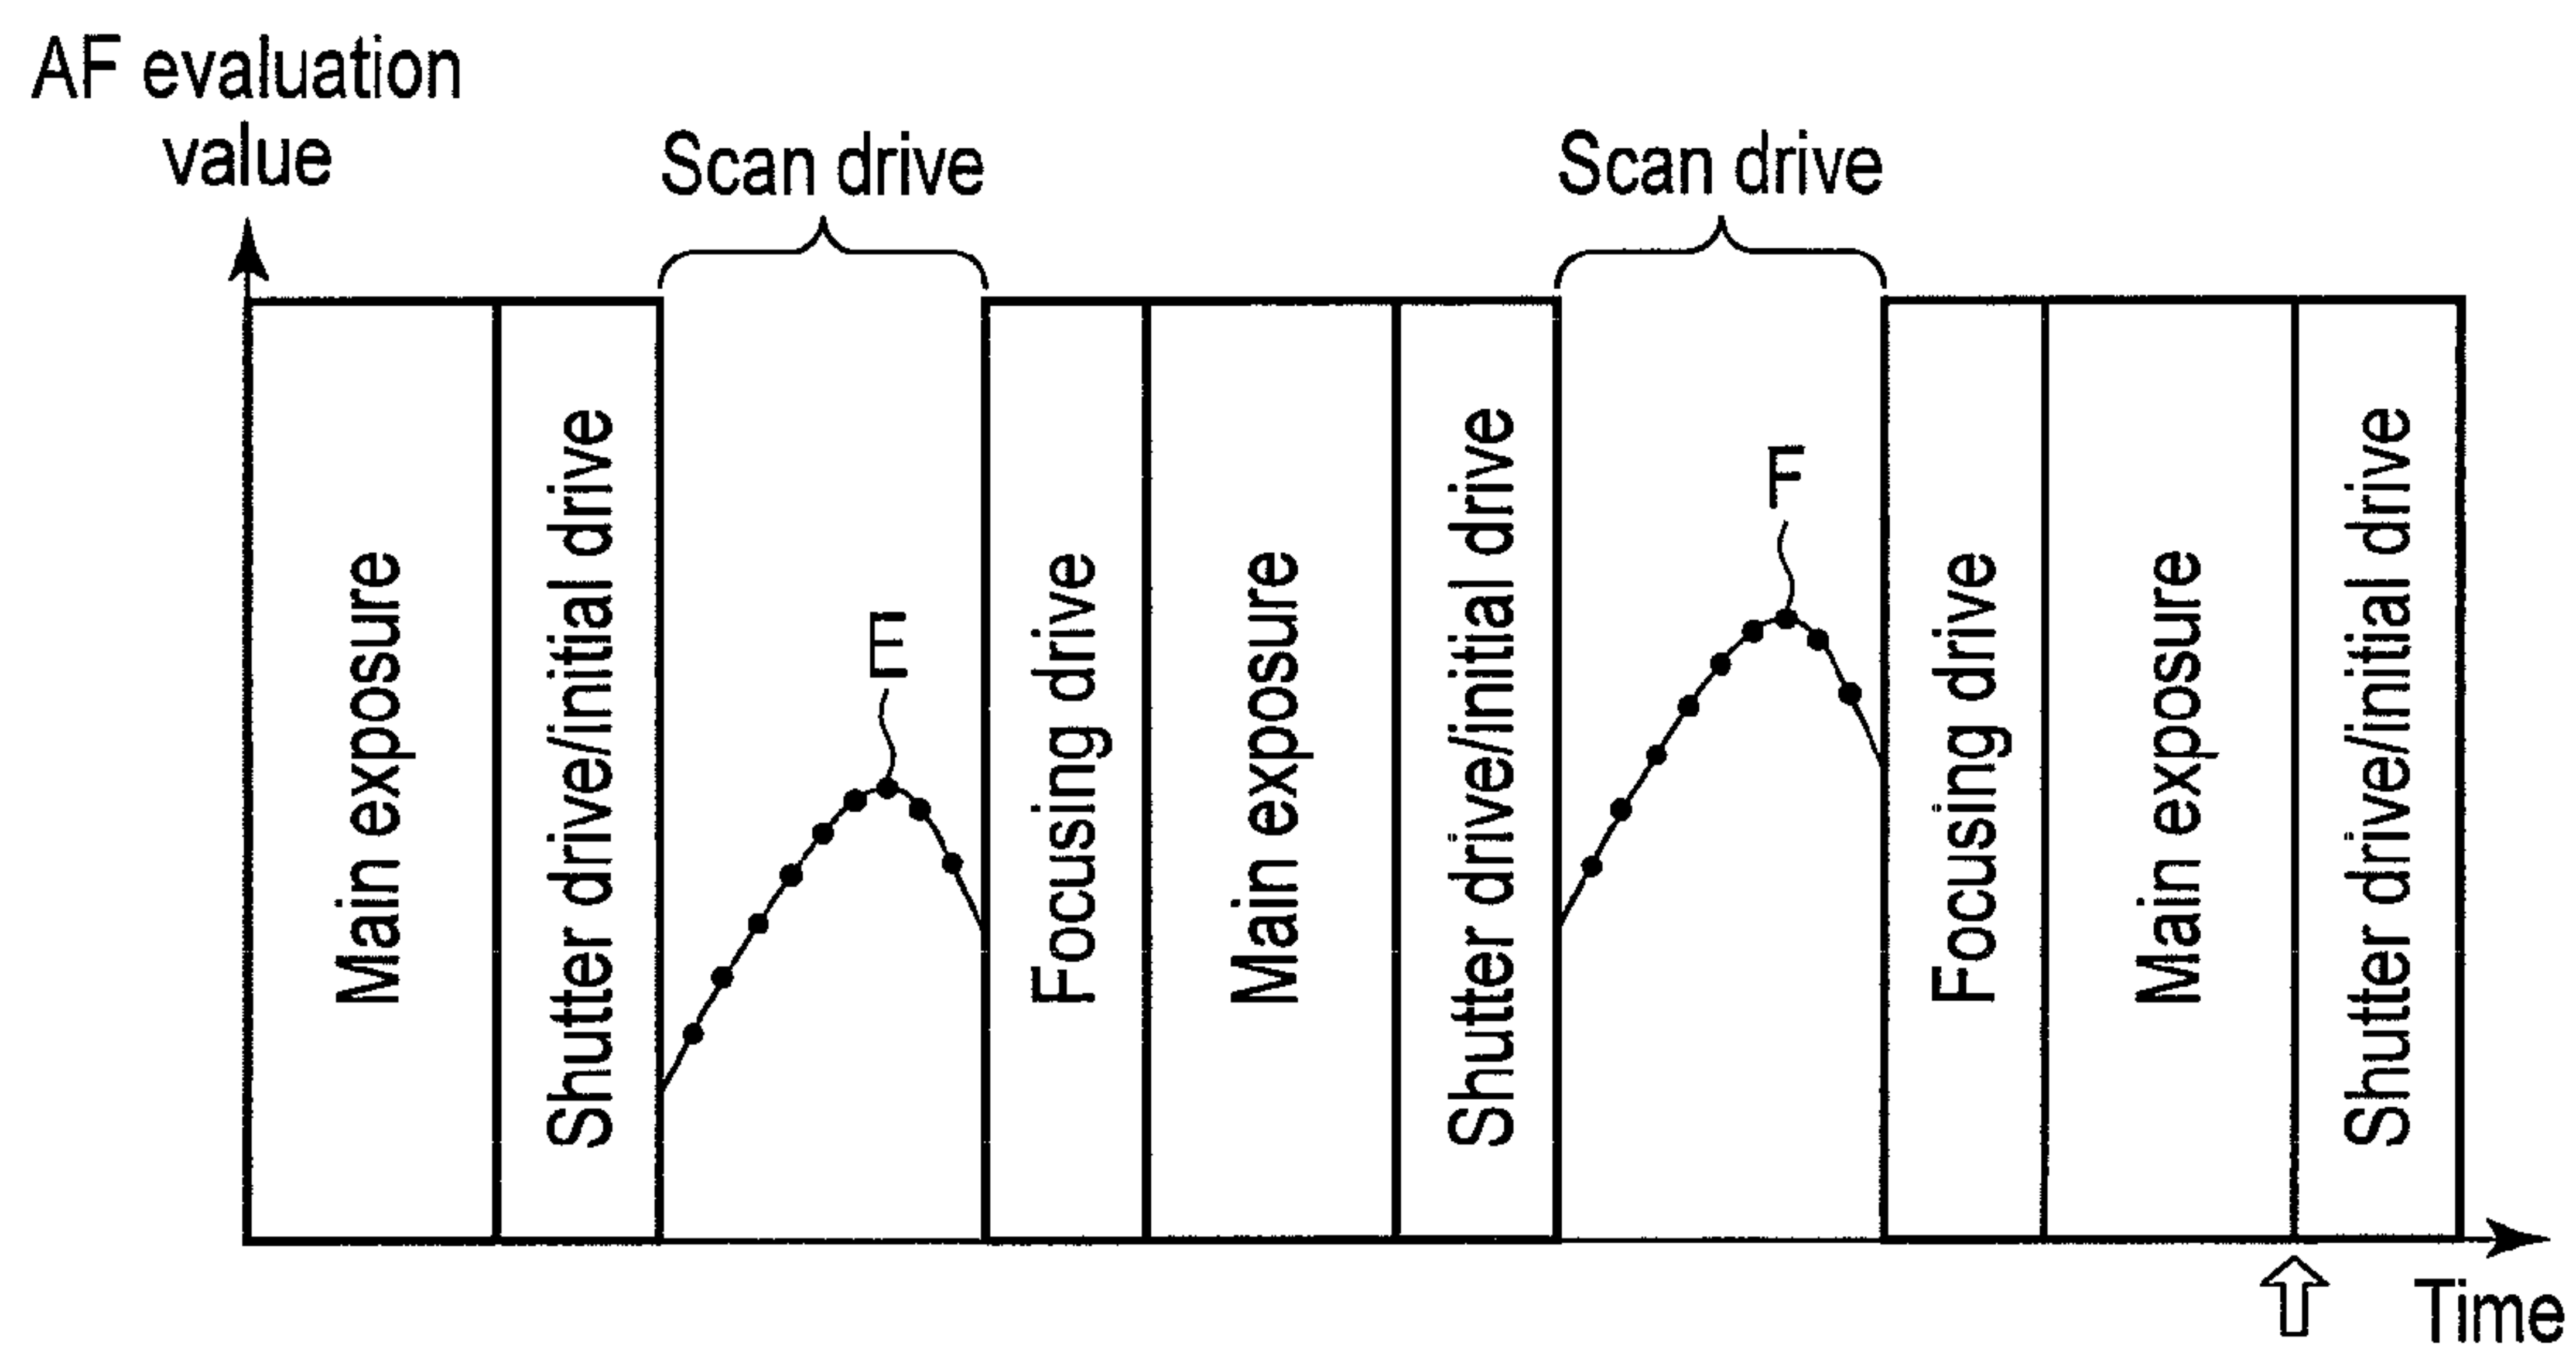 AF evaluation
value
Scan drive
Scan drive
Main exposure
Shutter drive/initial drive
E
Focusing drive
Main exposure
Shutter drive/initial drive
F
Focusing drive
Main exposure
Shutter drive/initial drive
Time